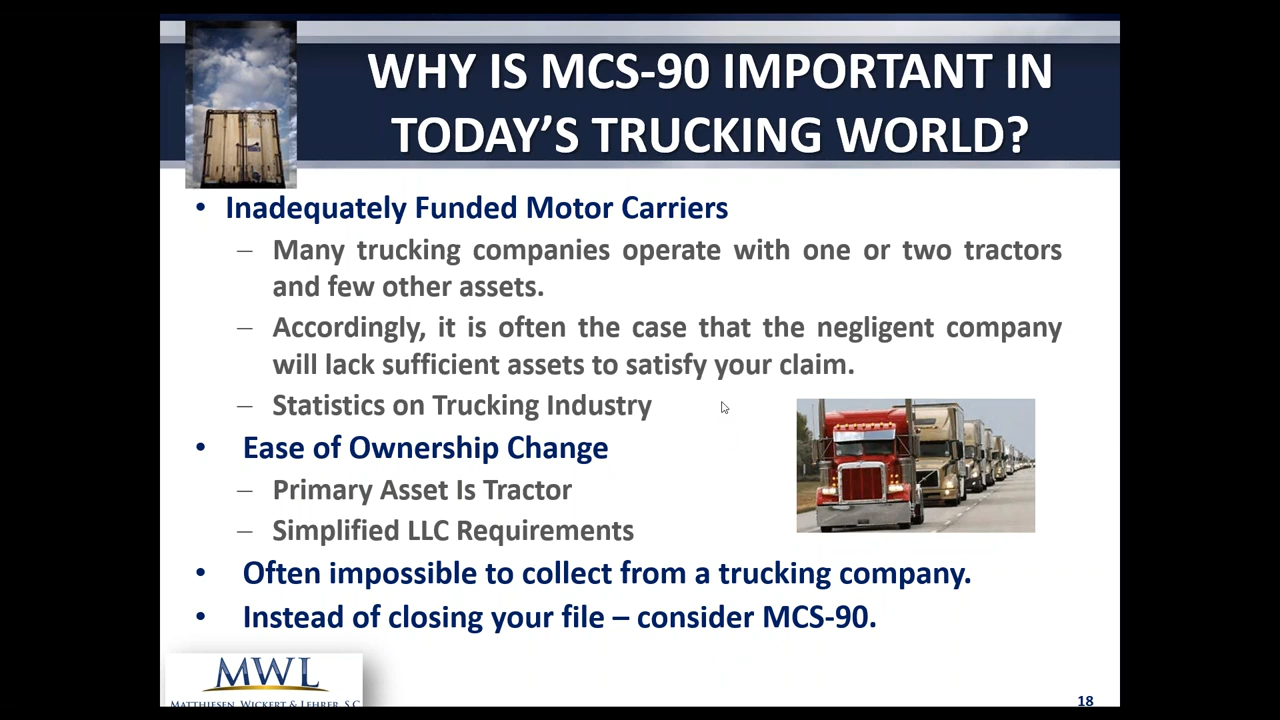 WHY IS MCS-90 IMPORTANT IN
TODAY’S TRUCKING WORLD?
• Inadequately Funded Motor Carriers
– Many trucking companies operate with one or two tractors
and few other assets.
– Accordingly, it is often the case that the negligent company
will lack sufficient assets to satisfy your claim.
– Statistics on Trucking Industry
• Ease of Ownership Change
– Primary Asset Is Tractor
– Simplified LLC Requirements
• Often impossible to collect from a trucking company.
• Instead of closing your file – consider MCS-90.
MWL
MATTHIESEN, WICKERT & LEHRER, S.C.
18